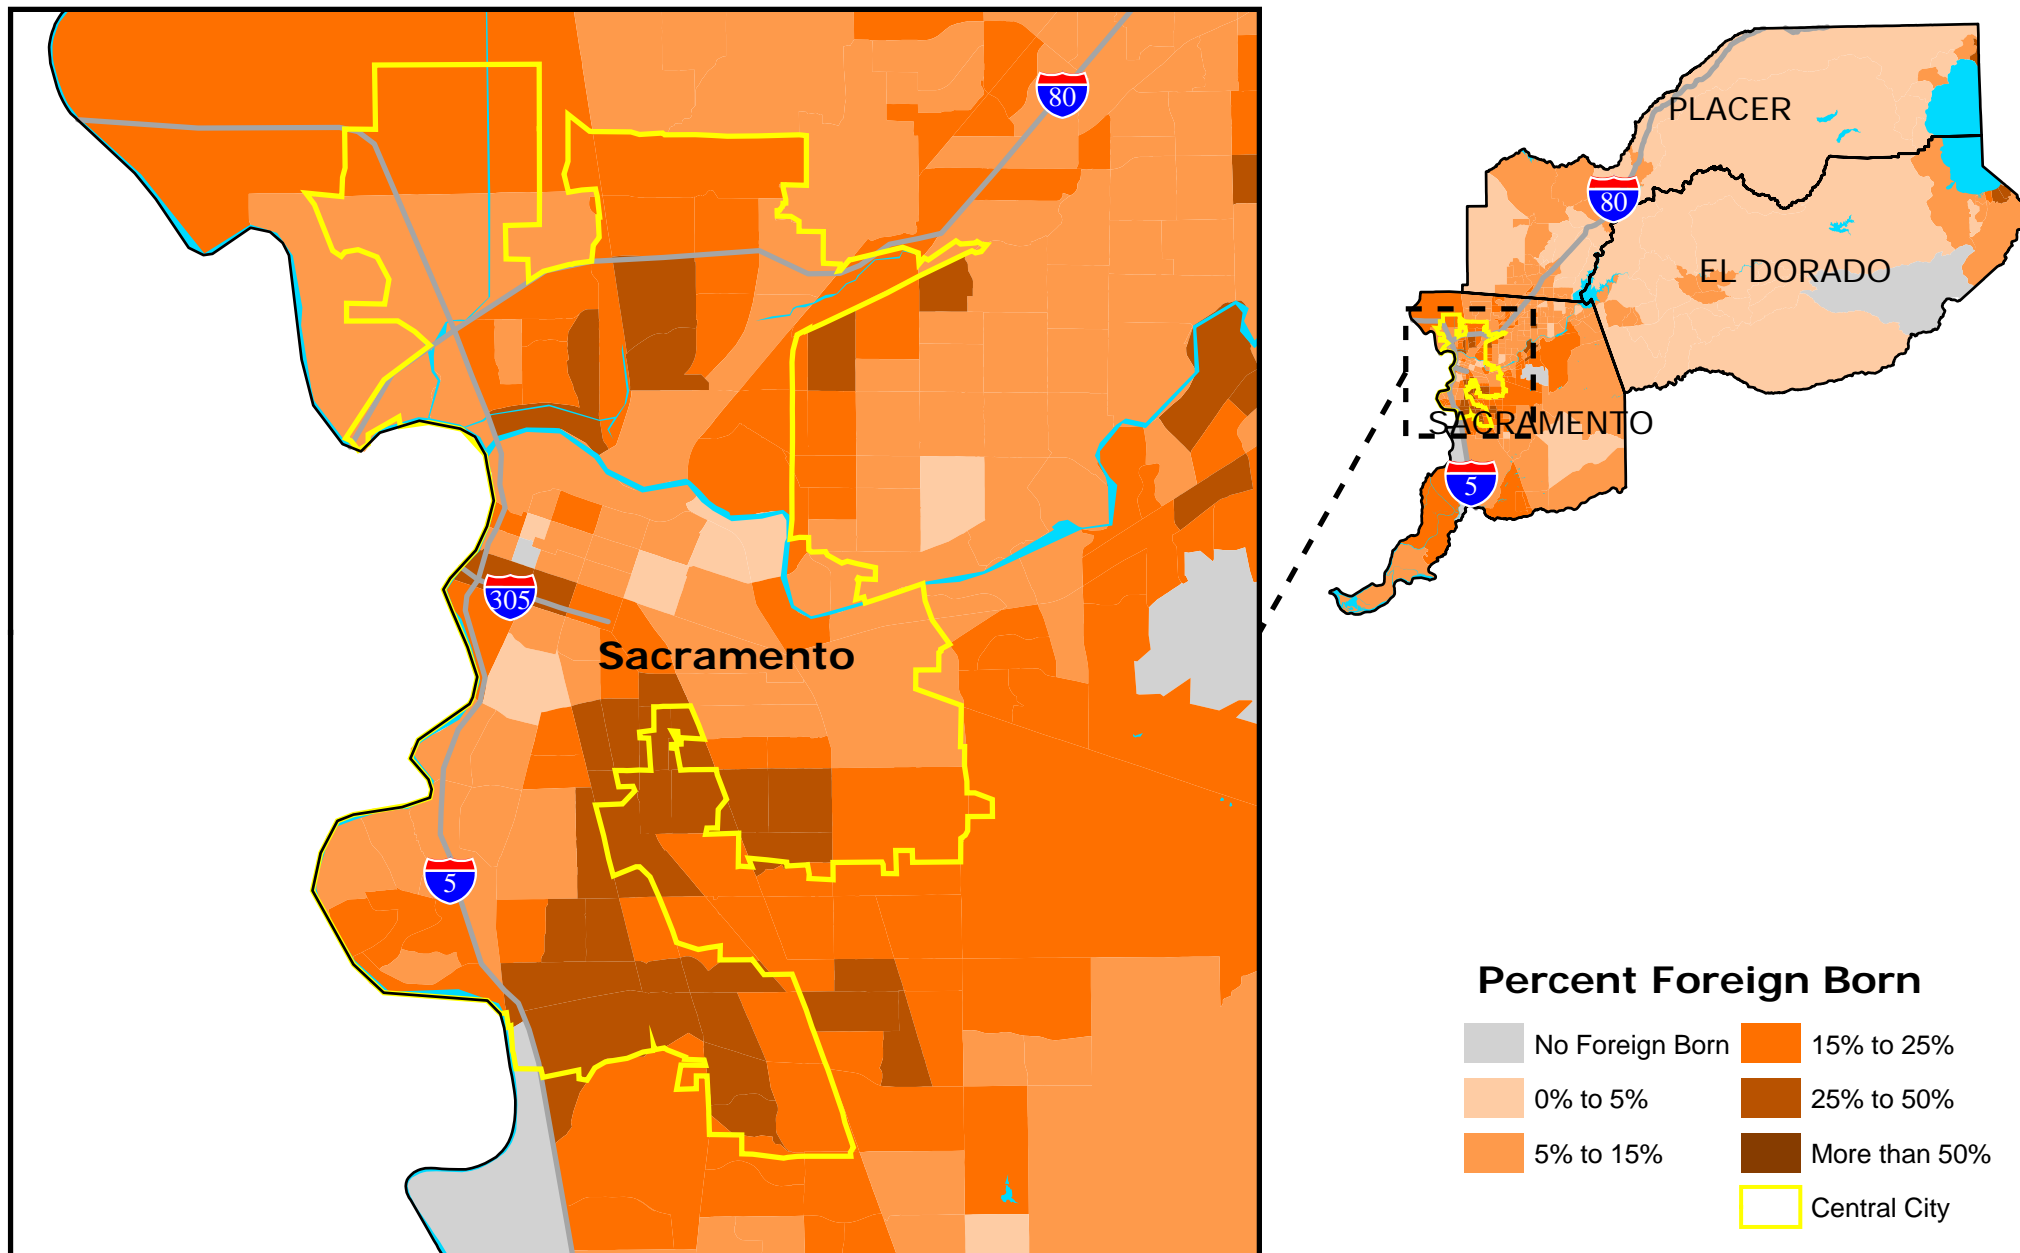 80
PLACER
80
EL DORADO
SACRAMENTO
5
305
Sacramento
5
Percent Foreign Born
No Foreign Born
15% to 25%
0% to 5%
25% to 50%
5% to 15%
More than 50%
Central City